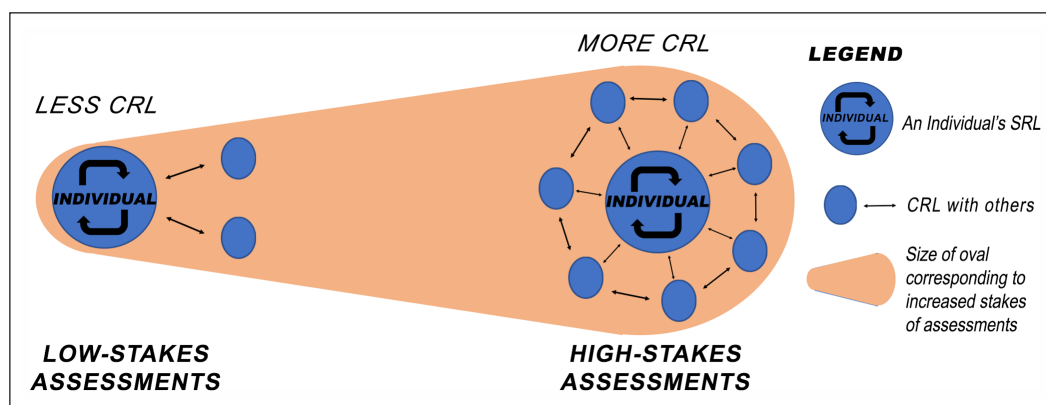 LESS CRL
INDIVIDUAL
LOW-STAKES
ASSESSMENTS
MORE CRL
INDIVIDUAL
HIGH-STAKES
ASSESSMENTS
LEGEND
INDIVIDUAL
An Individual's SRL
CRL with others
Size of oval
corresponding to
increased stakes
of assessments